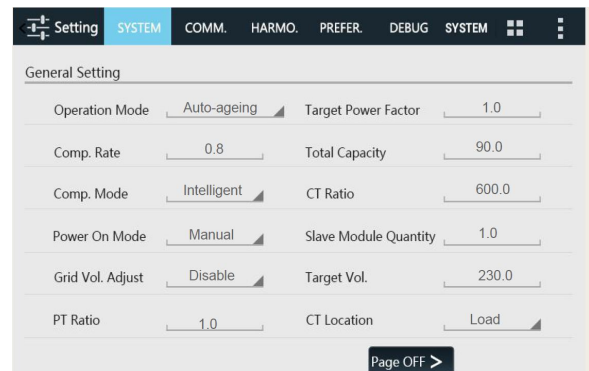 Setting SYSTEM COMM. HARMO. PREFER. DEBUG SYSTEM
General Setting
Operation Mode Auto-ageing Target Power Factor 1.0
Comp. Rate 0.8 Total Capacity 90.0
Comp. Mode Intelligent CT Ratio 600.0
Power On Mode Manual Slave Module Quantity 1.0
Grid Vol. Adjust Disable Target Vol. 230.0
PT Ratio 1.0 CT Location Load
Page OFF >